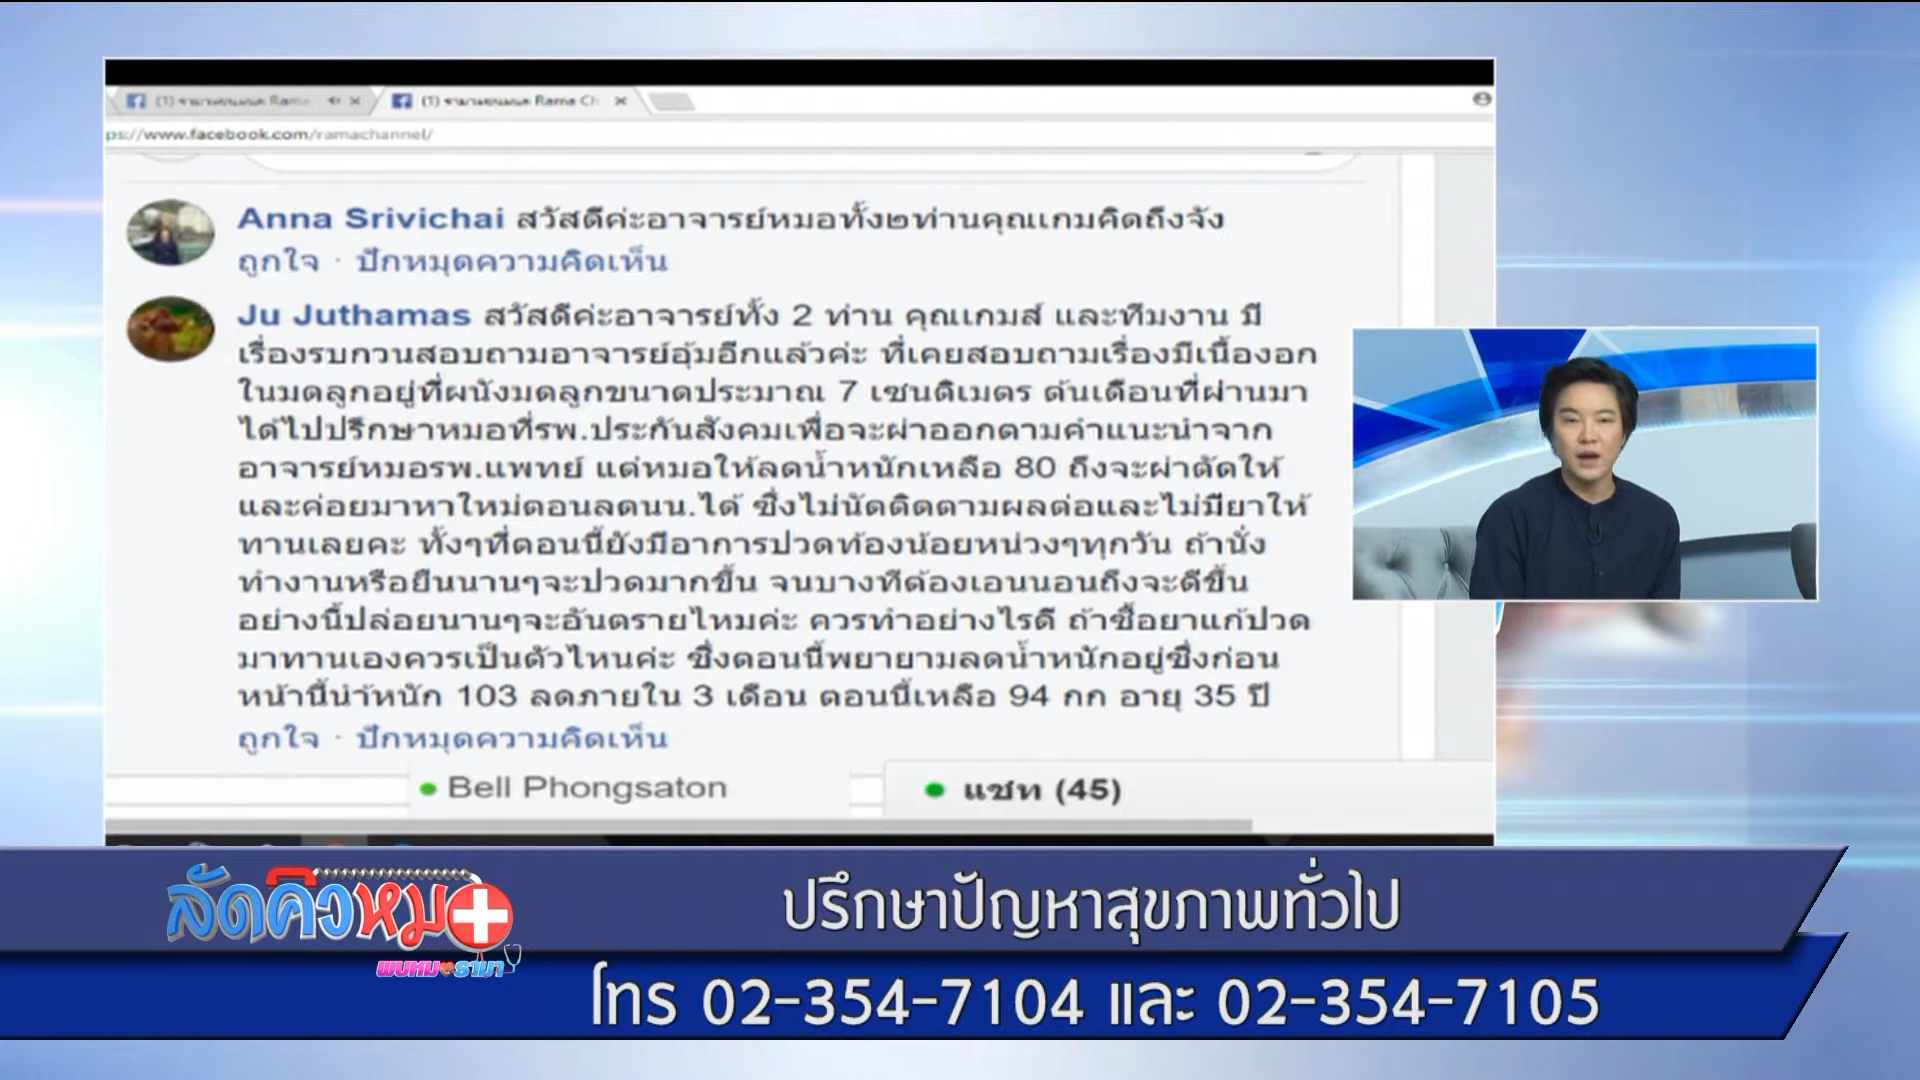 ps://www.facebook.com/ramachannel/
Anna Srivichai สวัสดีค่ะอาจารย์หมอทั้ง๒ท่านคุณเกมคิดถึงจัง
ถูกใจ · ปักหมุดความคิดเห็น
Ju Juthamas สวัสดีค่ะอาจารย์ทั้ง 2 ท่าน คุณเกมส์ และทีมงาน มี
เรื่องรบกวนสอบถามอาจารย์อุ้มอีกแล้วค่ะ ที่เคยสอบถามเรื่องมีเนื้องอก
ในมดลูกอยู่ที่ผนังมดลูกขนาดประมาณ 7 เซนติเมตร ต้นเดือนที่ผ่านมา
ได้ไปปรึกษาหมอที่รพ.ประกันสังคมเพื่อจะผ่าออกตามคำแนะนำจาก
อาจารย์หมอรพ.แพทย์ แต่หมอให้ลดน้ำหนักเหลือ 80 ถึงจะผ่าตัดให้
และค่อยมาหาใหม่ตอนลดนน.ได้ ซึ่งไม่นัดติดตามผลต่อและไม่มียาให้
ทานเลยคะ ทั้งๆที่ตอนนี้ยังมีอาการปวดท้องน้อยหน่วงๆทุกวัน ถ้านั่ง
ทำงานหรือยืนนานๆจะปวดมากขึ้น จนบางทีต้องเอนนอนถึงจะดีขึ้น
อย่างนี้ปล่อยนานๆจะอันตรายไหมค่ะ ควรทำอย่างไรดี ถ้าซื้อยาแก้ปวด
มาทานเองควรเป็นตัวไหนค่ะ ซึ่งตอนนี้พยายามลดน้ำหนักอยู่ซึ่งก่อน
หน้านี้นำ้หนัก 103 ลดภายใน 3 เดือน ตอนนี้เหลือ 94 กก อายุ 35 ปี
ถูกใจ · ปักหมุดความคิดเห็น
Bell Phongsaton
แชท (45)
ลัดคิวหมอ
พบหมอรามา
ปรึกษาปัญหาสุขภาพทั่วไป
โทร 02-354-7104 และ 02-354-7105